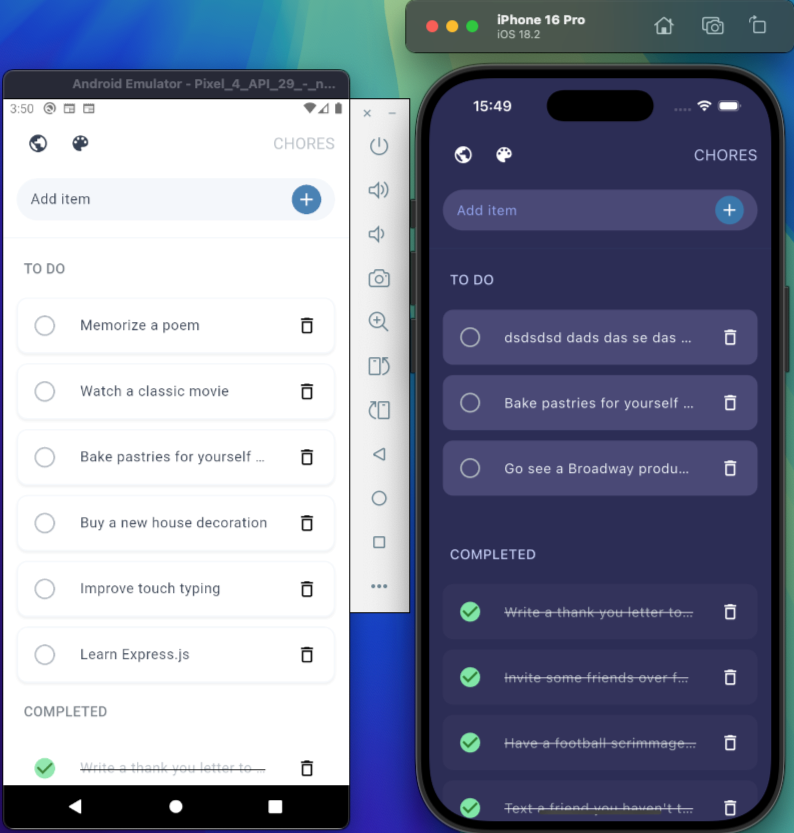 iPhone 16 Pro
iOS 18.2
Android Emulator - Pixel_4_API_29_-_n...
3:50
CHORES
Add item
TO DO
Memorize a poem
Watch a classic movie
Bake pastries for yourself ...
Buy a new house decoration
Improve touch typing
Learn Express.js
COMPLETED
Write a thank you letter to ...
15:49
CHORES
Add item
TO DO
dsdsdsd dads das se das ...
Bake pastries for yourself ...
Go see a Broadway produ...
COMPLETED
Write a thank you letter to...
Invite some friends over f...
Have a football scrimmage...
Text a friend you haven't t...